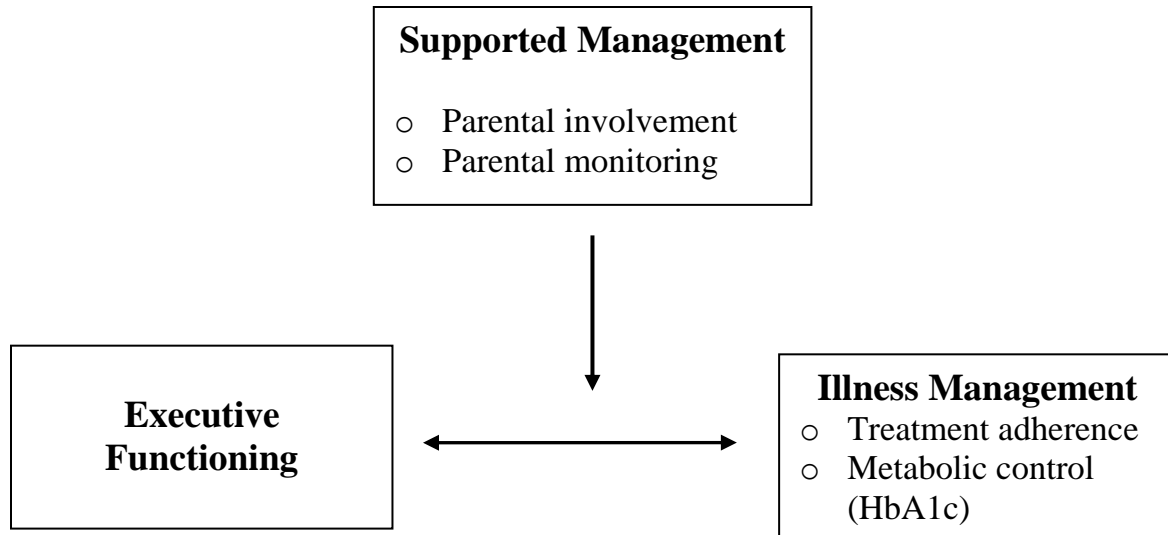 Supported Management
o Parental involvement
o Parental monitoring
Executive
Functioning
Illness Management
o Treatment adherence
o Metabolic control
(HbA1c)